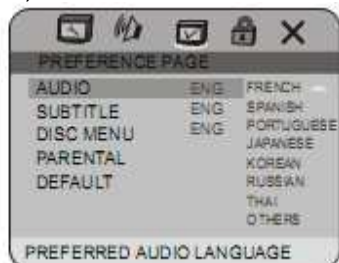 PREFERENCE PAGE
AUDIO ENG FRENCH
SUBTITLE ENG SPANISH
DISC MENU ENG PORTUGUESE
JAPANESE
PARENTAL KOREAN
DEFAULT RUSSIAN
THAI
OTHERS
PREFERRED AUDIO LANGUAGE